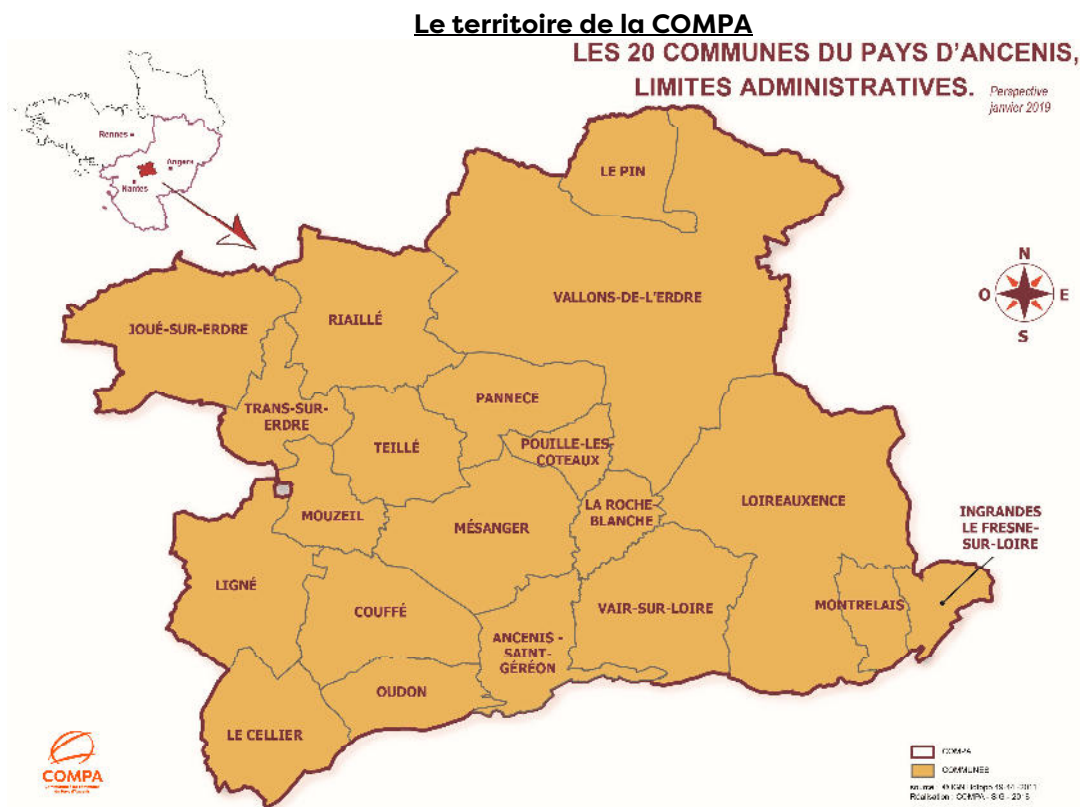 Le territoire de la COMPA
LES 20 COMMUNES DU PAYS D'ANCENIS,
LIMITES ADMINISTRATIVES.
Perspective
janvier 2019
Rennes
Angers
Nantes
LE PIN
VALLONS-DE-L'ERDRE
N
O
E
S
JOUÉ-SUR-ERDRE
RIAILLÉ
PANNECE
TRANS-SUR-
ERDRE
TEILLÉ
POUILLE-LES-
COTEAUX
LA ROCHE-
BLANCHE
LOIREAUXENCE
INGRANDES
LE FRESNE-
SUR-LOIRE
MOUZEIL
MÉSANGER
LIGNÉ
COUFFÉ
VAIR-SUR-LOIRE
MONTRELAIS
ANCENIS -
SAINT-
GÉRÉON
OUDON
LE CELLIER
COMPA
COMPA
COMMUNES